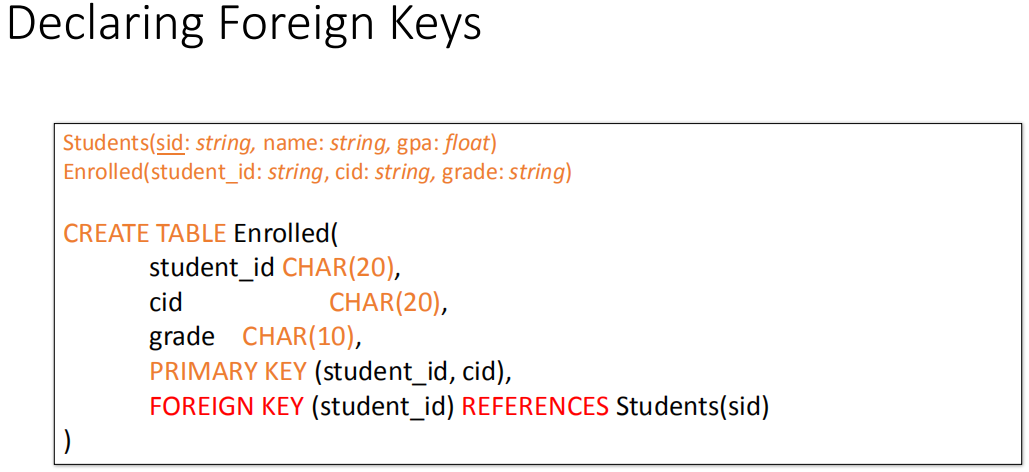 Declaring Foreign Keys
Students(sid: string, name: string, gpa: float)
Enrolled(student_id: string, cid: string, grade: string)
CREATE TABLE Enrolled(
student_id CHAR(20),
cid CHAR(20),
grade CHAR(10),
PRIMARY KEY (student_id, cid),
FOREIGN KEY (student_id) REFERENCES Students(sid)
)